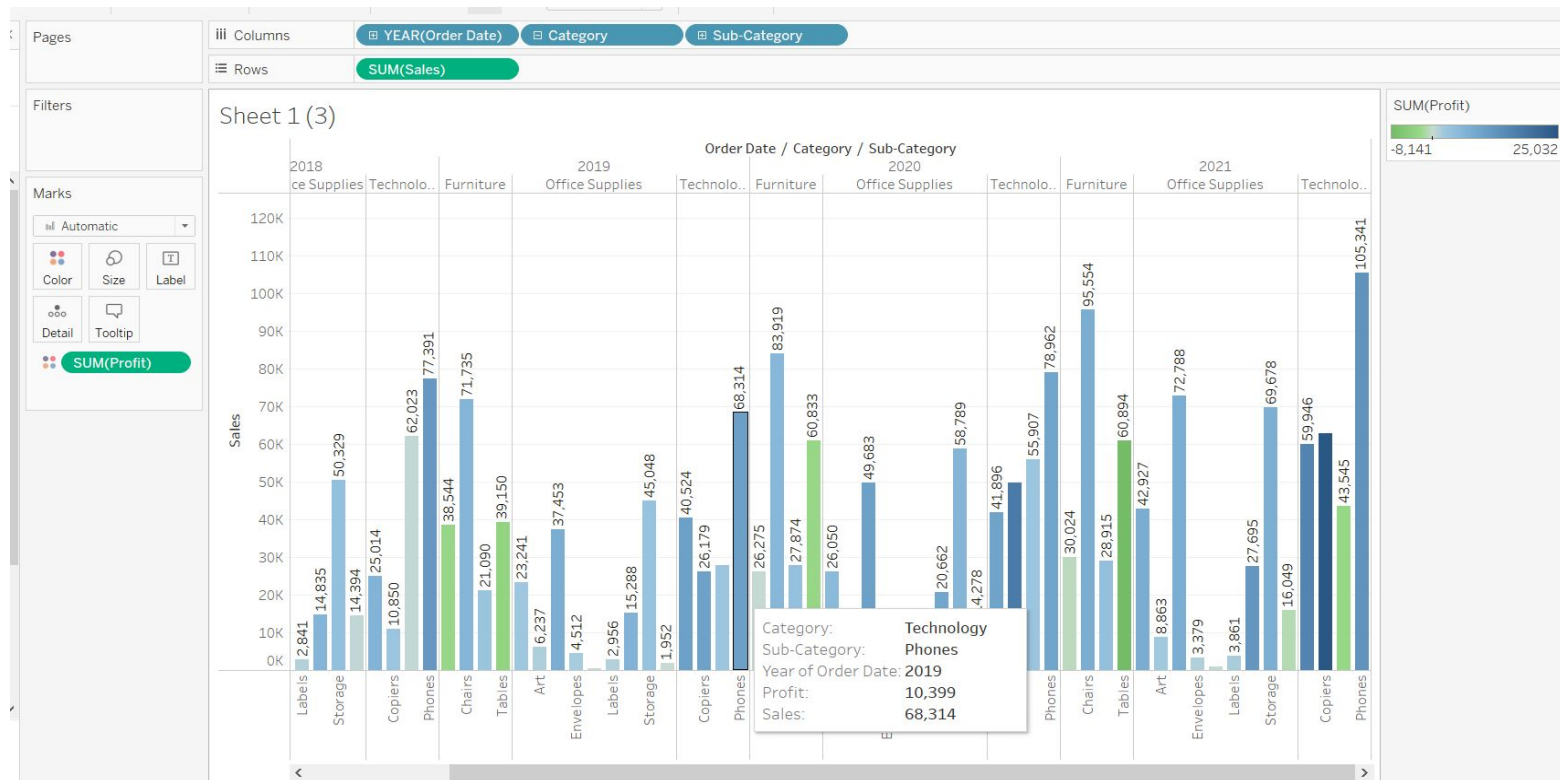 Pages
iii Columns
YEAR(Order Date)
Category
Sub-Category
Rows
SUM(Sales)
Filters
Marks
Automatic
Color
Size
Label
Detail
Tooltip
SUM(Profit)
Sheet 1 (3)
Order Date / Category / Sub-Category
2018
2019
2020
2021
ce Supplies
Technolo..
Furniture
Office Supplies
Technolo..
Furniture
Office Supplies
Technolo..
Furniture
Office Supplies
Technolo..
Sales
120K
110K
100K
90K
80K
70K
60K
50K
40K
30K
20K
10K
0K
2,841
14,835
50,329
14,394
25,014
10,850
62,023
77,391
38,544
71,735
21,090
39,150
23,241
6,237
37,453
4,512
2,956
15,288
45,048
1,952
40,524
26,179
68,314
26,275
83,919
27,874
60,833
26,050
49,683
20,662
58,789
4,278
41,896
55,907
78,962
30,024
95,554
28,915
60,894
42,927
8,863
72,788
3,379
3,861
27,695
69,678
16,049
59,946
43,545
105,341
Labels
Storage
Copiers
Phones
Chairs
Tables
Art
Envelopes
Labels
Storage
Copiers
Phones
Phones
Chairs
Tables
Art
Envelopes
Labels
Storage
Copiers
Phones
Category: Technology
Sub-Category: Phones
Year of Order Date: 2019
Profit: 10,399
Sales: 68,314
SUM(Profit)
-8,141 25,032